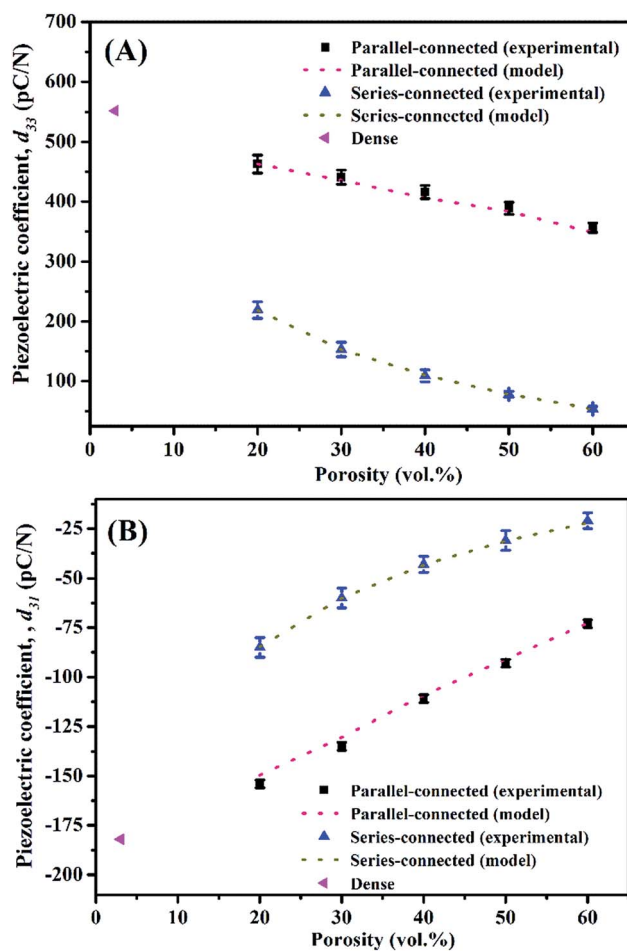 (A)
Piezoelectric coefficient, d33 (pC/N)
700
600
500
400
300
200
100
Parallel-connected (experimental)
Parallel-connected (model)
Series-connected (experimental)
Series-connected (model)
Dense
0 10 20 30 40 50 60
Porosity (vol.%)
(B)
Piezoelectric coefficient, , d31 (pC/N)
-25
-50
-75
-100
-125
-150
-175
-200
Parallel-connected (experimental)
Parallel-connected (model)
Series-connected (experimental)
Series-connected (model)
Dense
0 10 20 30 40 50 60
Porosity (vol.%)